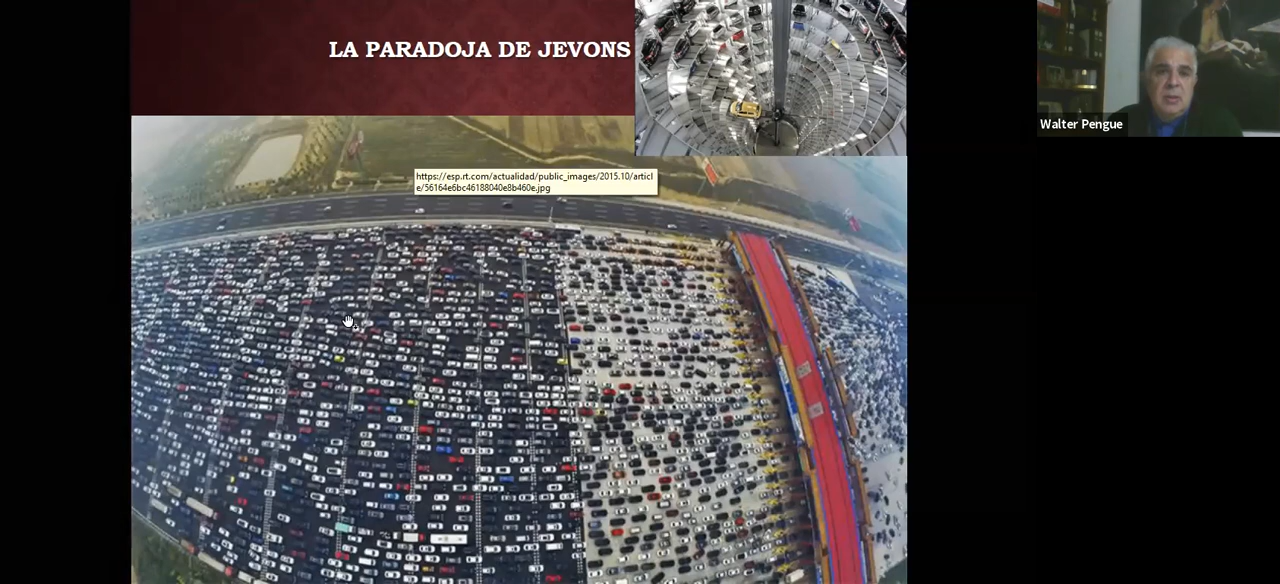 LA PARADOJA DE JEVONS
Walter Pengue
https://esp.rt.com/actualidad/public_images/2015.10/articl
e/56164e6bc46188040e8b460e.jpg